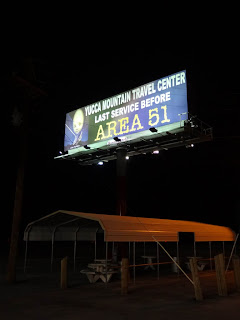 YUCCA MOUNTAIN TRAVEL CENTER
LAST SERVICE BEFORE
AREA 51